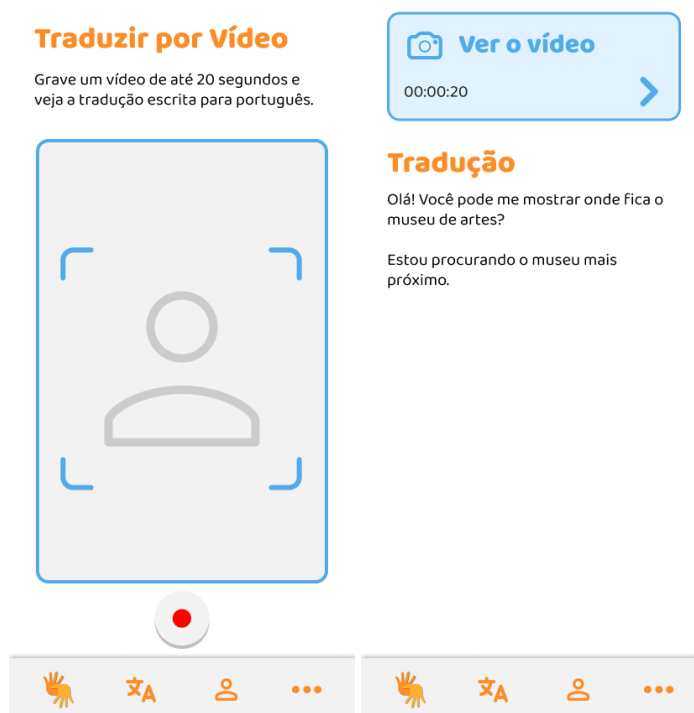 Traduzir por Vídeo
Grave um vídeo de até 20 segundos e
veja a tradução escrita para português.
Ver o vídeo
00:00:20
Tradução
Olá! Você pode me mostrar onde fica o
museu de artes?
Estou procurando o museu mais
próximo.